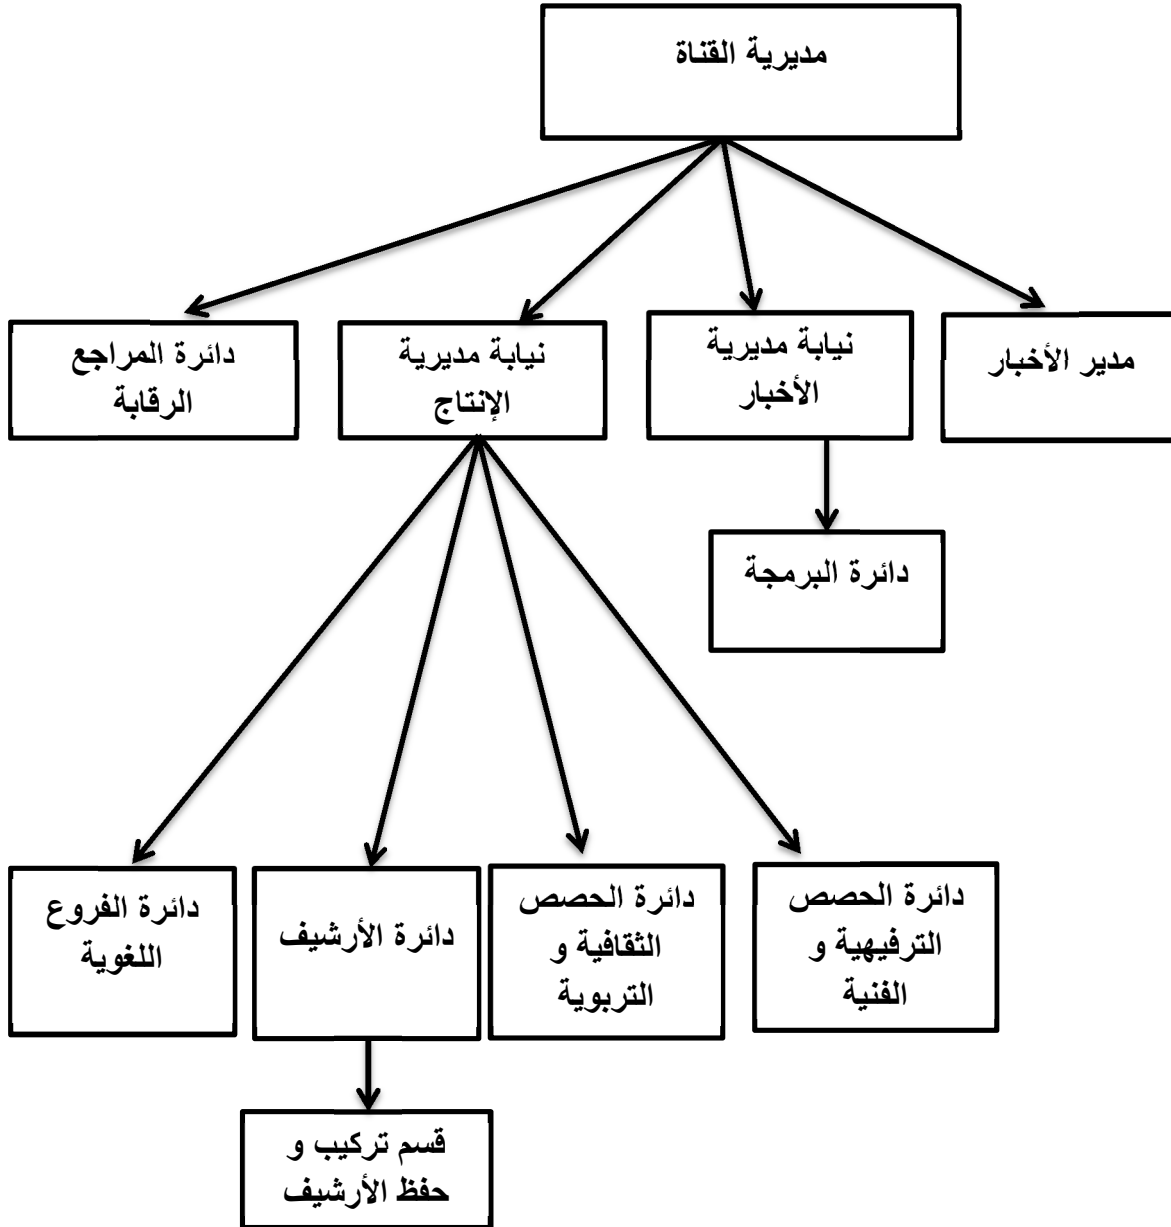 مديرية القناة
مدير الأخبار
نيابة مديرية
الأخبار
نيابة مديرية
الإنتاج
دائرة المراجع
الرقابة
دائرة البرمجة
دائرة الحصص
الترفيهية و
الفنية
دائرة الحصص
الثقافية و
التربوية
دائرة الأرشيف
دائرة الفروع
اللغوية
قسم تركيب و
حفظ الأرشيف